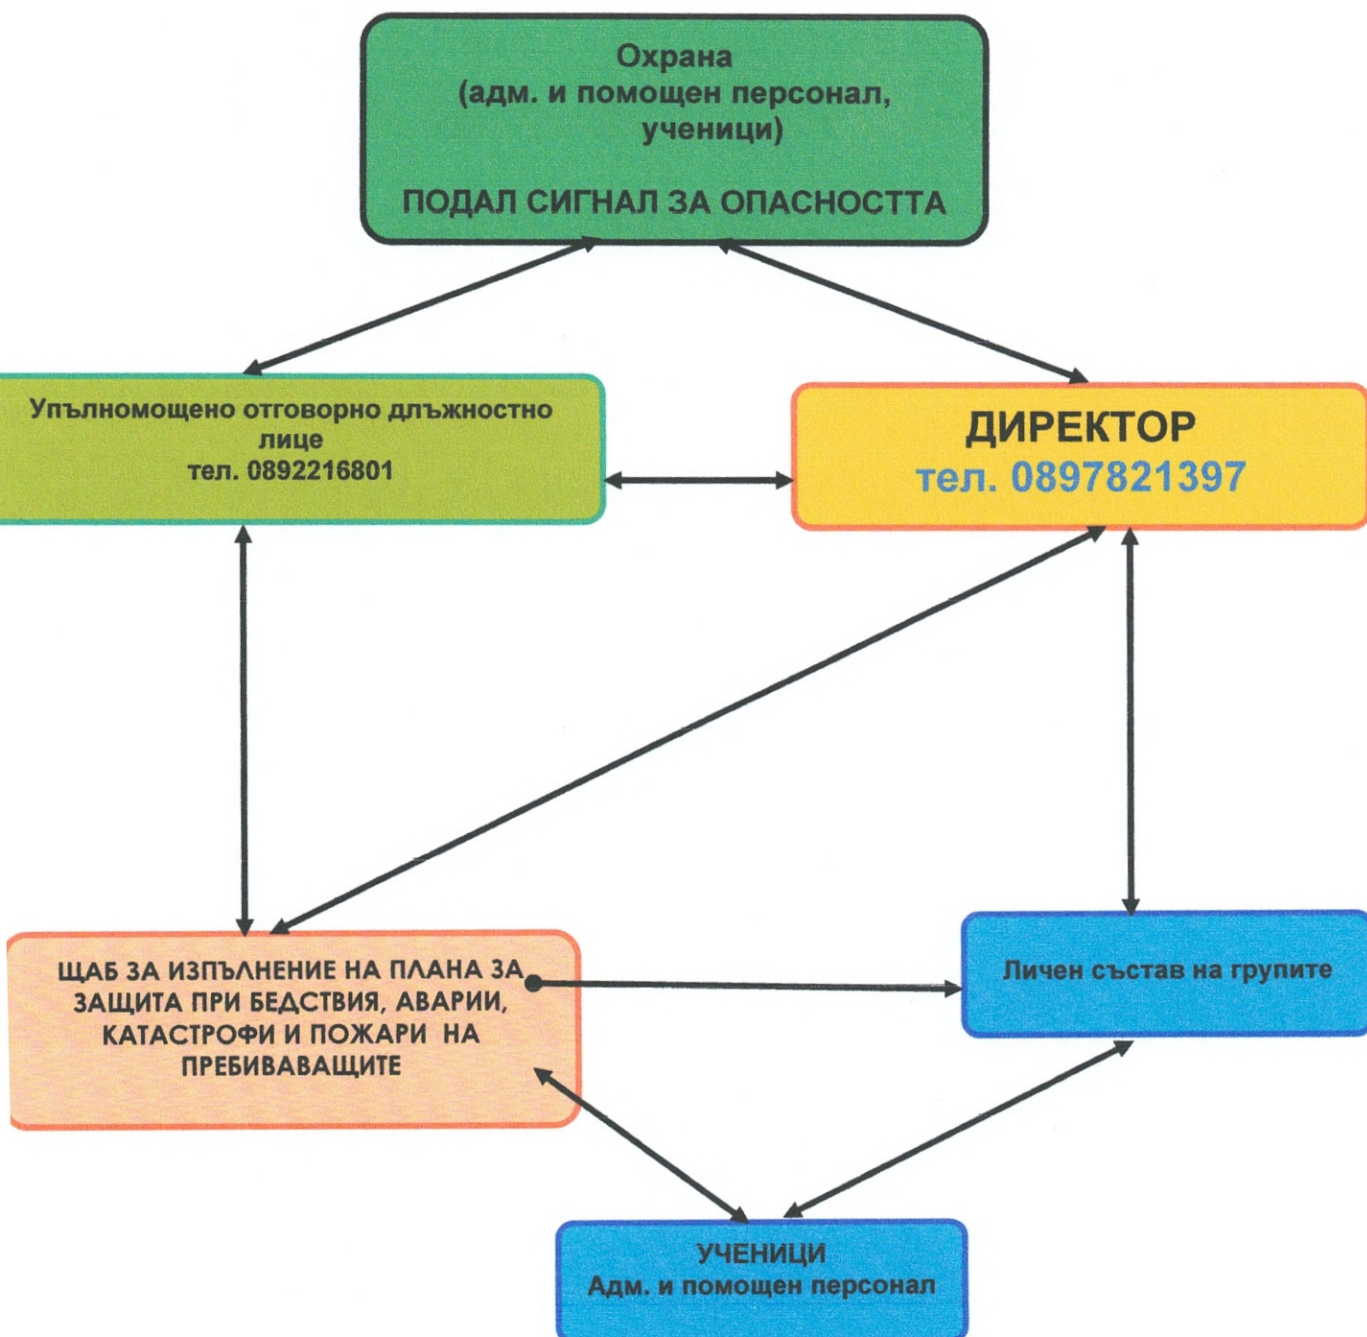 Охрана
(адм. и помощен персонал,
ученици)
ПОДАЛ СИГНАЛ ЗА ОПАСНОСТТА
Упълномощено отговорно длъжностно
лице
тел. 0892216801
ДИРЕКТОР
тел. 0897821397
ЩАБ ЗА ИЗПЪЛНЕНИЕ НА ПЛАНА ЗА
ЗАЩИТА ПРИ БЕДСТВИЯ, АВАРИИ,
КАТАСТРОФИ И ПОЖАРИ НА
ПРЕБИВАВАЩИТЕ
Личен състав на групите
УЧЕНИЦИ
Адм. и помощен персонал